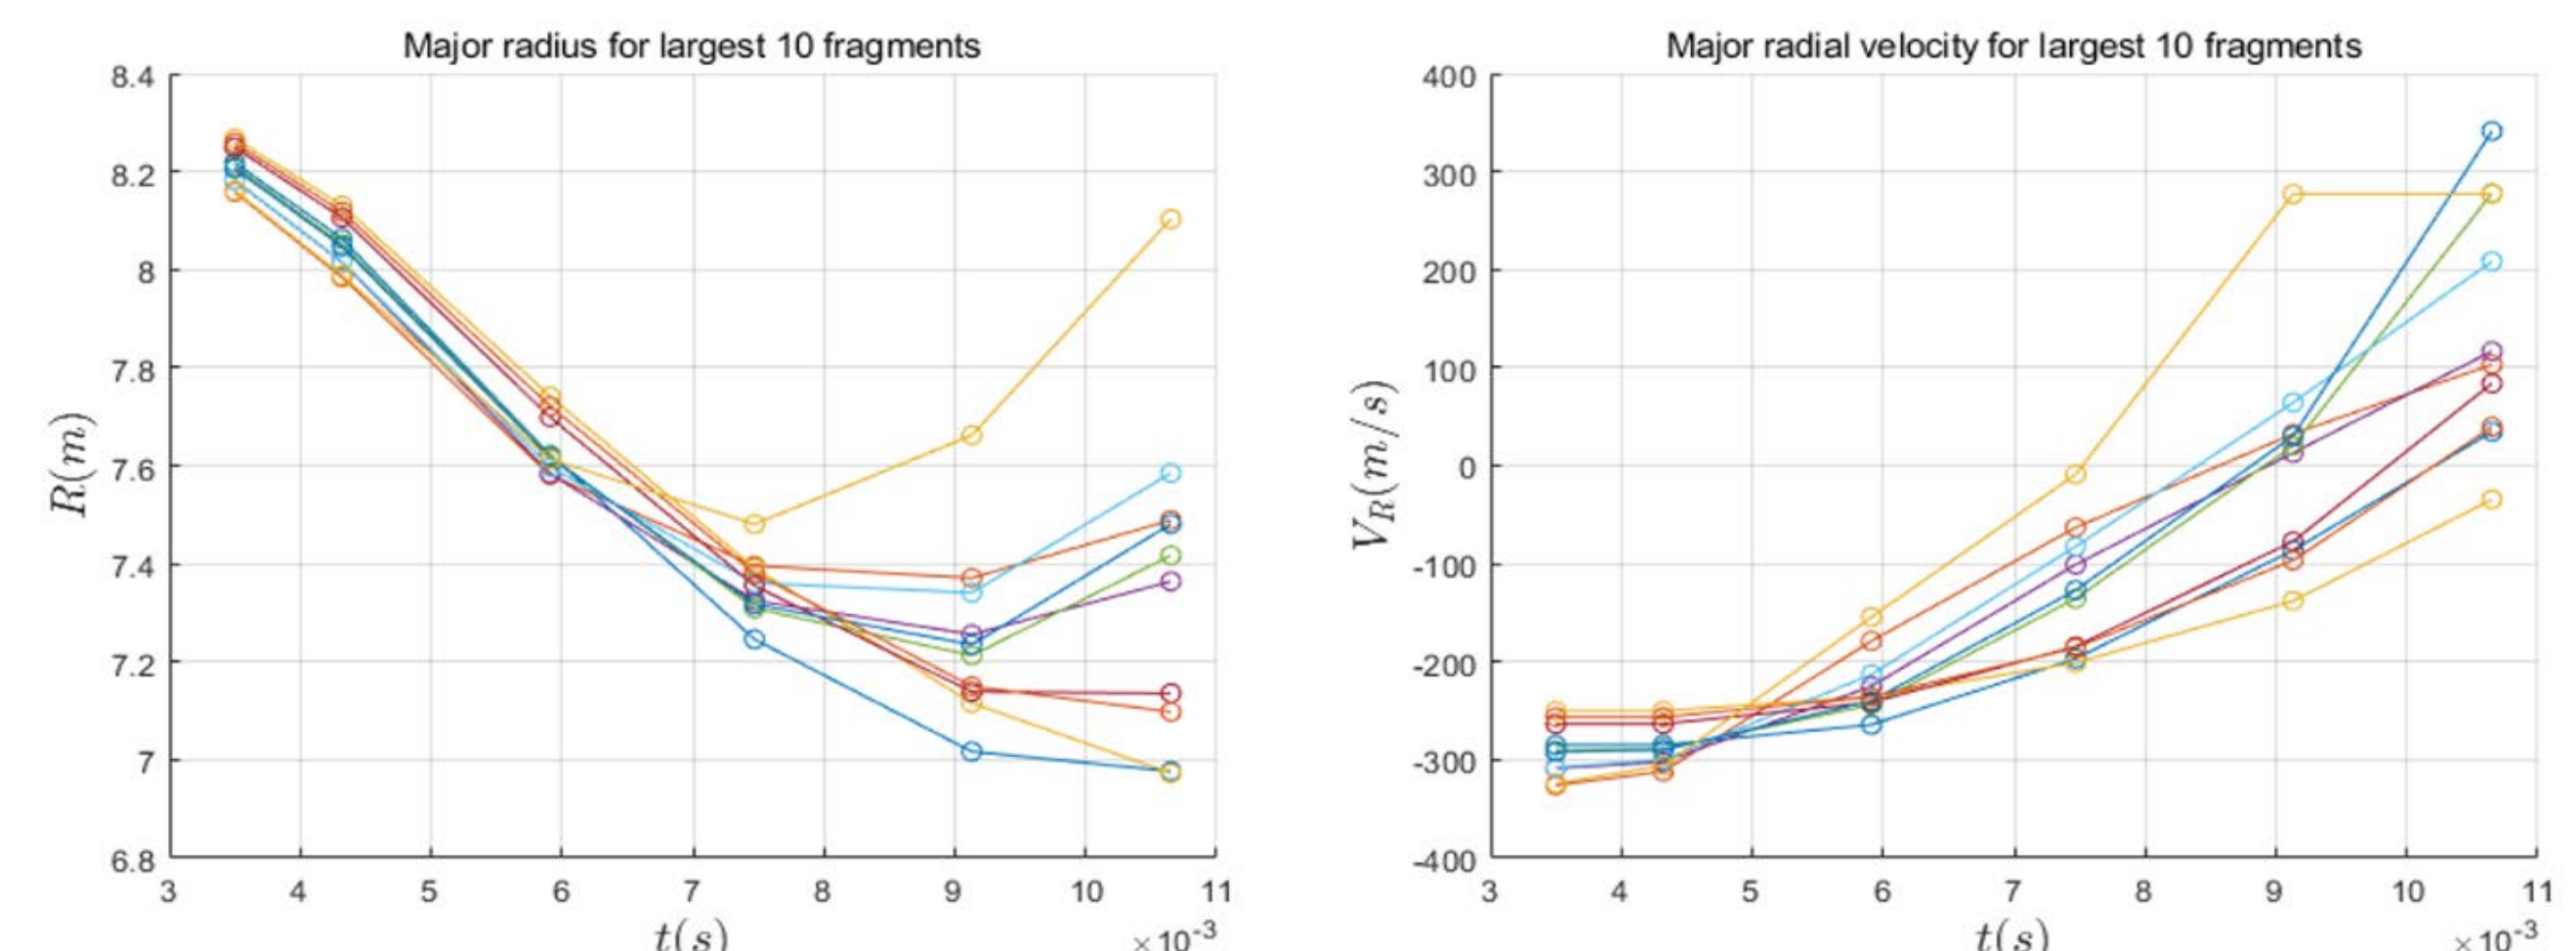 Major radius for largest 10 fragments
8.4
8.2
8
7.8
7.6
7.4
7.2
7
6.8
R(m)
3 4 5 6 7 8 9 10 11
t(s)
×10-3
Major radial velocity for largest 10 fragments
400
300
200
100
0
-100
-200
-300
-400
VR(m/s)
3 4 5 6 7 8 9 10 11
t(s)
×10-3